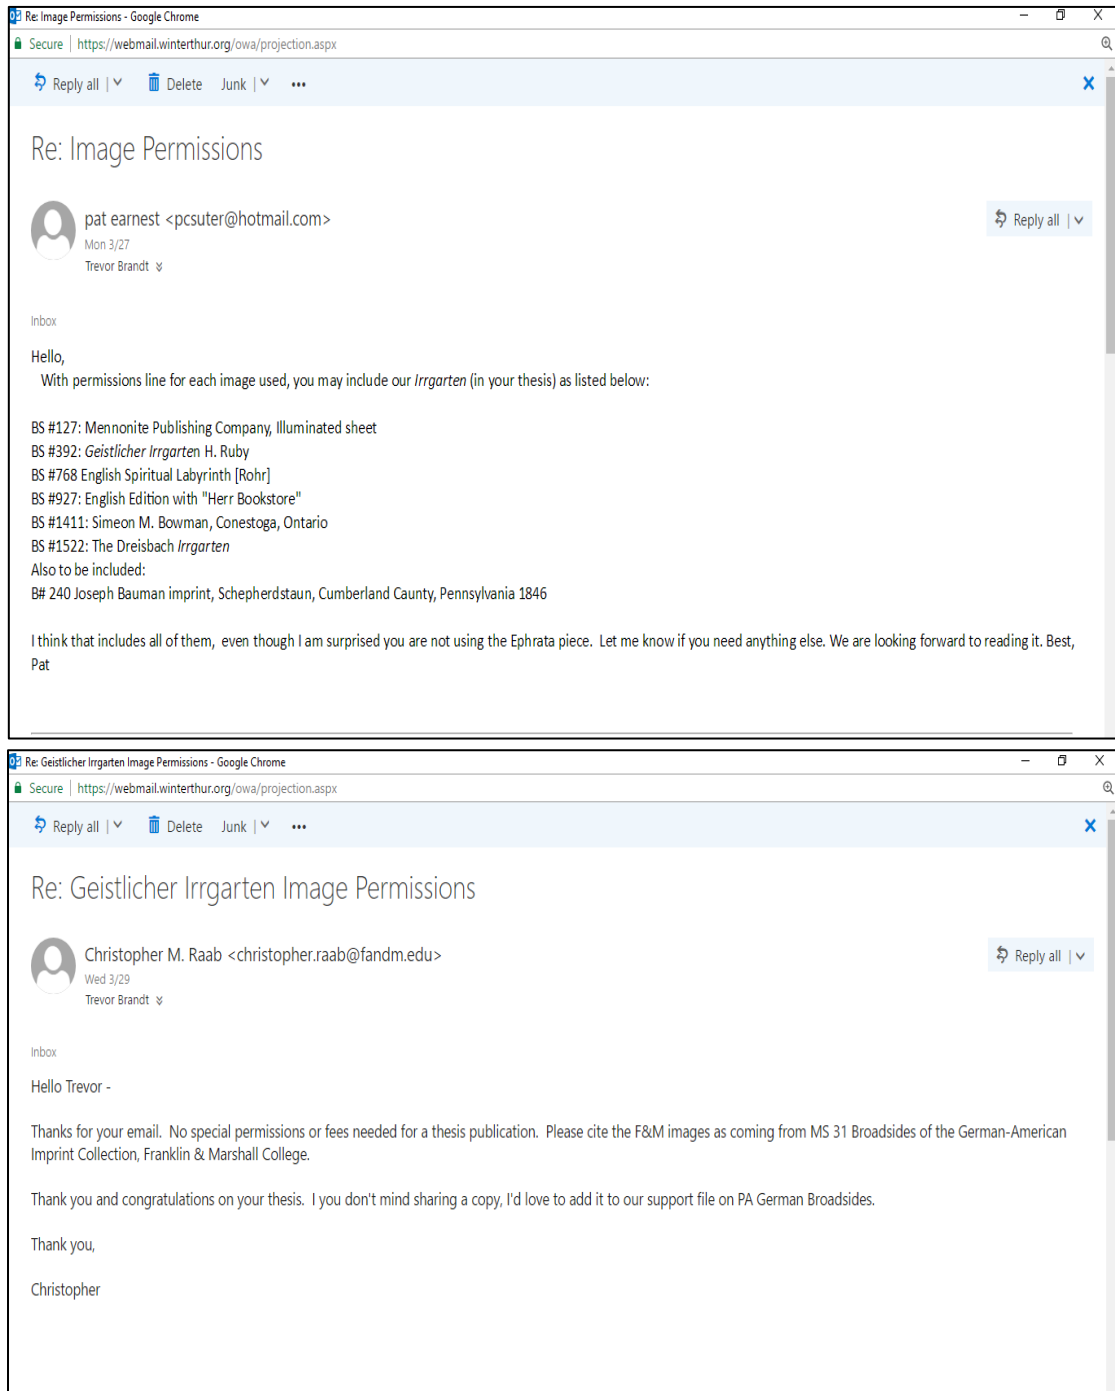 Re: Image Permissions - Google Chrome
Secure | https://webmail.winterthur.org/owa/projection.aspx
Reply all | Delete Junk | •••
Re: Image Permissions
pat earnest <pcsuter@hotmail.com>
Reply all |
Mon 3/27
Trevor Brandt
Inbox
Hello,
With permissions line for each image used, you may include our Irrgarten (in your thesis) as listed below:
BS #127: Mennonite Publishing Company, Illuminated sheet
BS #392: Geistlicher Irrgarten H. Ruby
BS #768 English Spiritual Labyrinth [Rohr]
BS #927: English Edition with "Herr Bookstore"
BS #1411: Simeon M. Bowman, Conestoga, Ontario
BS #1522: The Dreisbach Irrgarten
Also to be included:
B# 240 Joseph Bauman imprint, Schepherdstaun, Cumberland Caunty, Pennsylvania 1846
I think that includes all of them,  even though I am surprised you are not using the Ephrata piece.  Let me know if you need anything else. We are looking forward to reading it. Best,
Pat
Re: Geistlicher Irrgarten Image Permissions - Google Chrome
Secure | https://webmail.winterthur.org/owa/projection.aspx
Reply all | Delete Junk | •••
Re: Geistlicher Irrgarten Image Permissions
Christopher M. Raab <christopher.raab@fandm.edu>
Reply all |
Wed 3/29
Trevor Brandt
Inbox
Hello Trevor -
Thanks for your email.  No special permissions or fees needed for a thesis publication.  Please cite the F&M images as coming from MS 31 Broadsides of the German-American
Imprint Collection, Franklin & Marshall College.
Thank you and congratulations on your thesis.  I you don't mind sharing a copy, I'd love to add it to our support file on PA German Broadsides.
Thank you,
Christopher